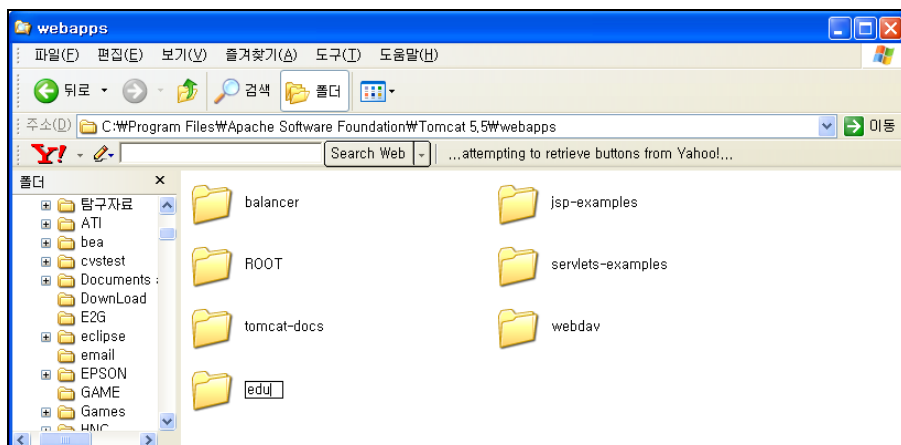 webapps
파일(F) 편집(E) 보기(V) 즐겨찾기(A) 도구(T) 도움말(H)
뒤로 검색 폴더
주소(D) C:₩Program Files₩Apache Software Foundation₩Tomcat 5,5₩webapps 이동
Y! Search Web ...attempting to retrieve buttons from Yahoo!...
폴더 x
탐구자료
ATI
bea
cvstest
Documents
DownLoad
E2G
eclipse
email
EPSON
GAME
Games
HNC
balancer jsp-examples
ROOT servlets-examples
tomcat-docs webdav
edu